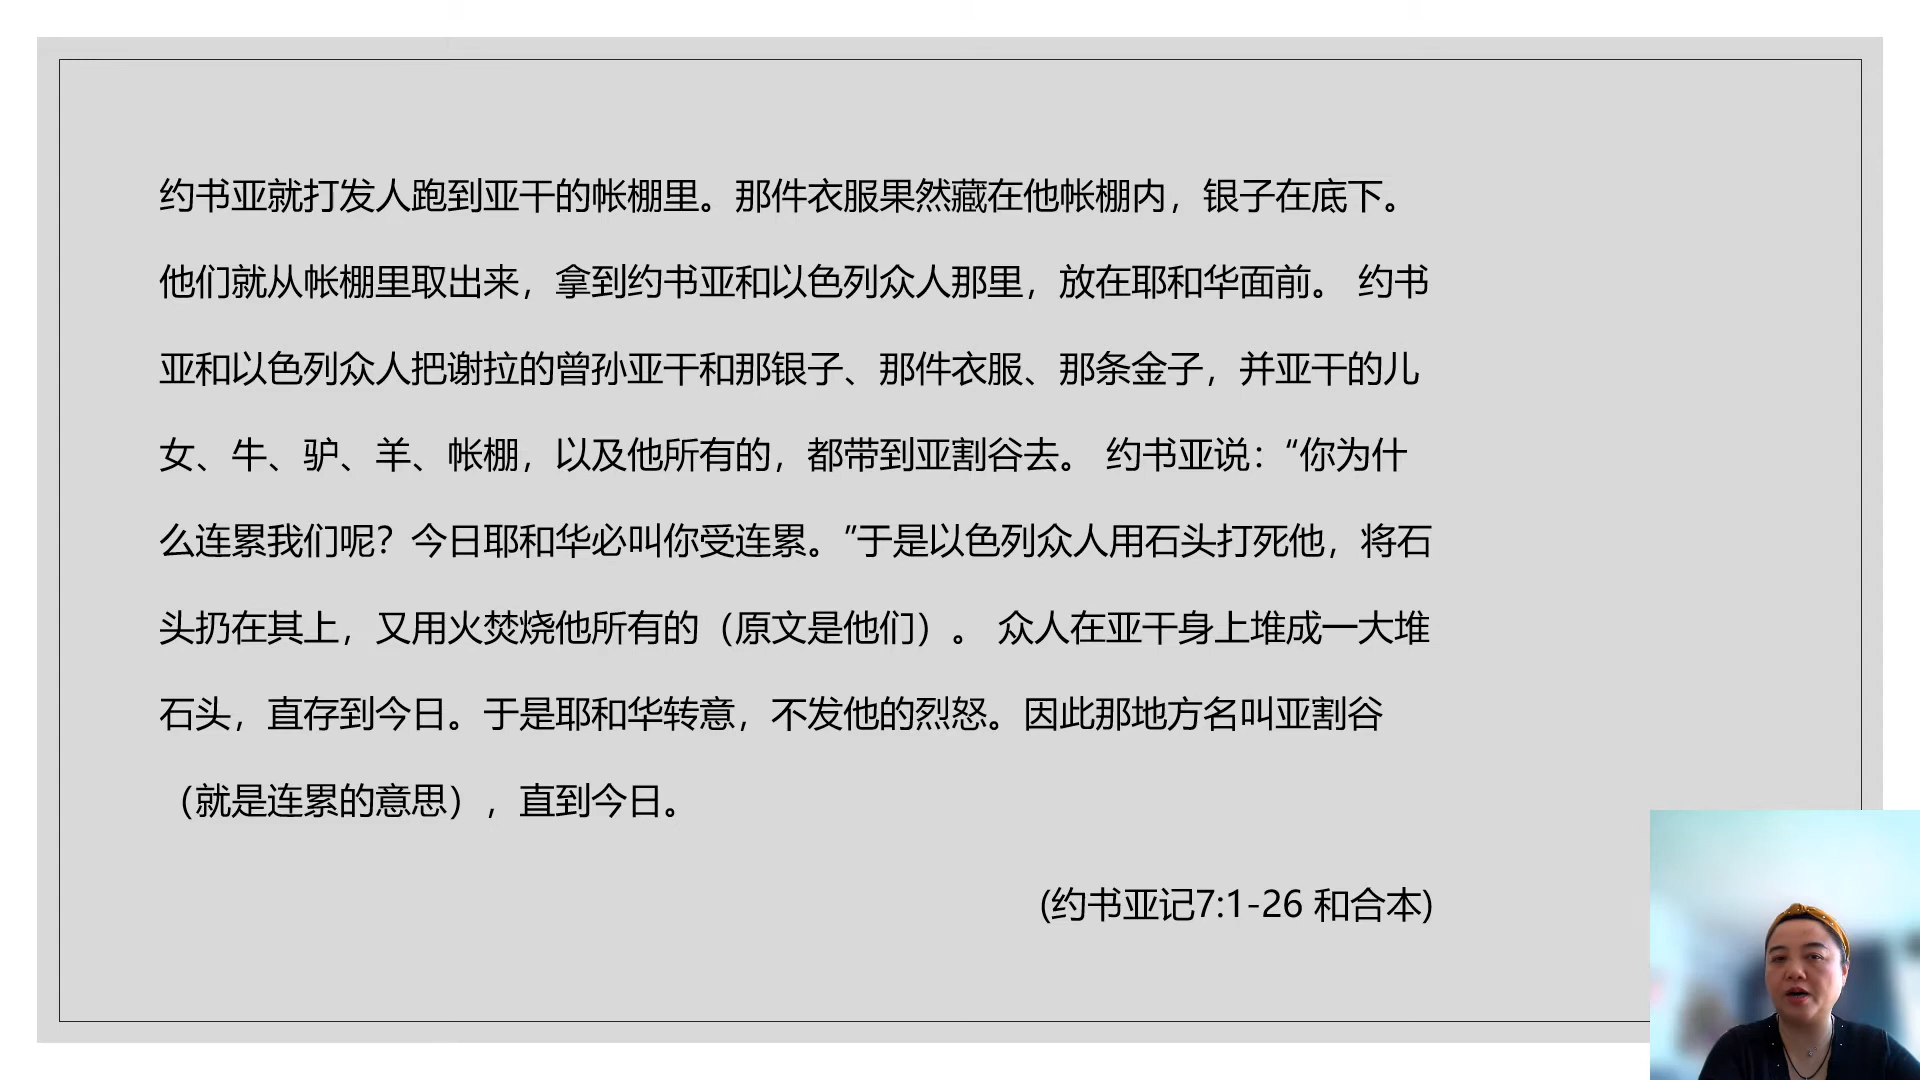 约书亚就打发人跑到亚干的帐棚里。那件衣服果然藏在他帐棚内，银子在底下。
他们就从帐棚里取出来，拿到约书亚和以色列众人那里，放在耶和华面前。 约书
亚和以色列众人把谢拉的曾孙亚干和那银子、那件衣服、那条金子，并亚干的儿
女、牛、驴、羊、帐棚，以及他所有的，都带到亚割谷去。 约书亚说：“你为什
么连累我们呢？今日耶和华必叫你受连累。”于是以色列众人用石头打死他，将石
头扔在其上，又用火焚烧他所有的（原文是他们）。 众人在亚干身上堆成一大堆
石头，直存到今日。于是耶和华转意，不发他的烈怒。因此那地方名叫亚割谷
（就是连累的意思），直到今日。
(约书亚记7:1-26 和合本)